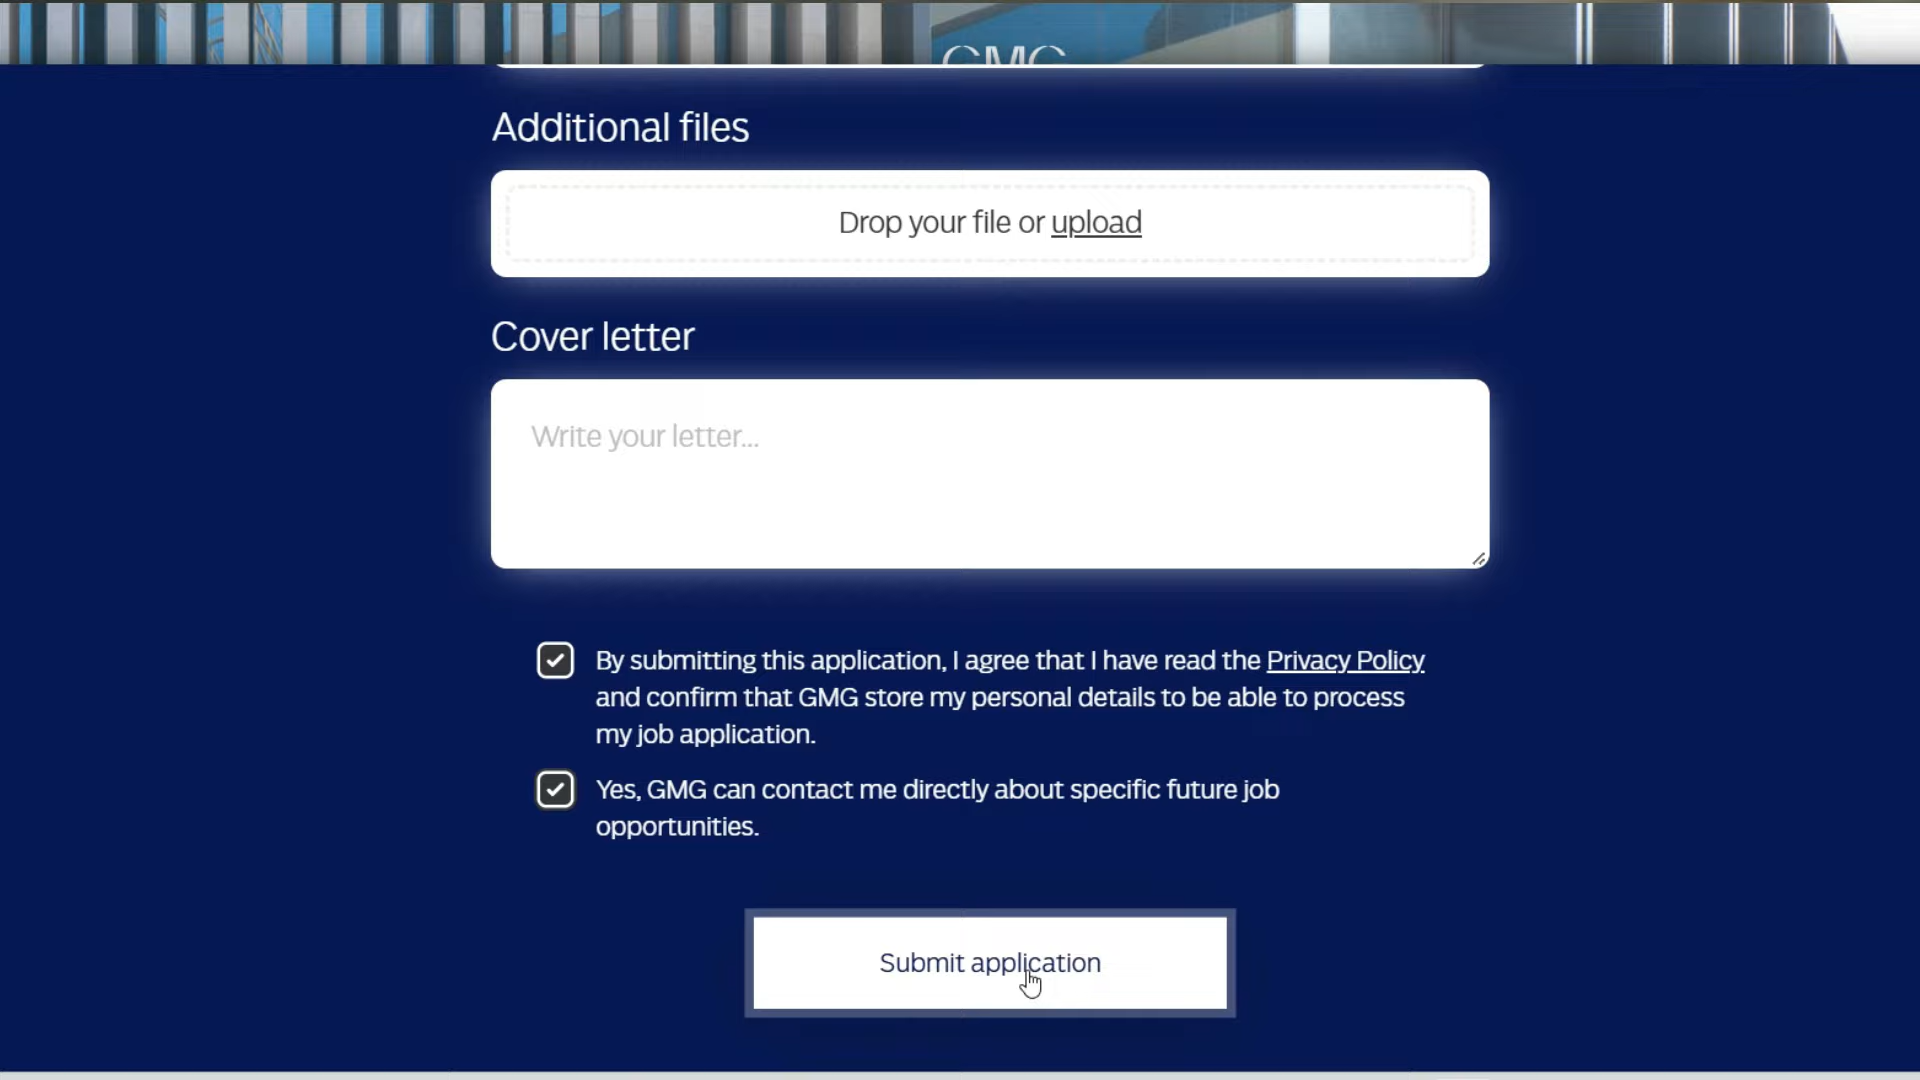 GMG
Additional files
Drop your file or upload
Cover letter
Write your letter...
By submitting this application, I agree that I have read the Privacy Policy
and confirm that GMG store my personal details to be able to process
my job application.
Yes, GMG can contact me directly about specific future job
opportunities.
Submit application